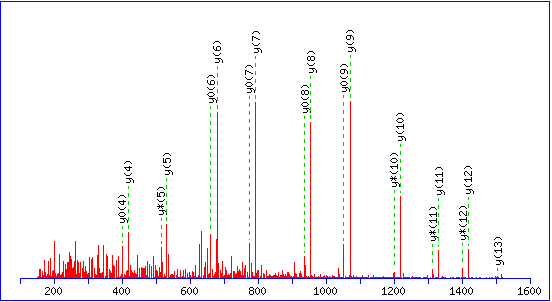 y0(4)
y(4)
y*(5)
y(5)
y0(6)
y(6)
y0(7)
y(7)
y0(8)
y(8)
y0(9)
y(9)
y*(10)
y(10)
y*(11)
y(11)
y*(12)
y(12)
y(13)
200 400 600 800 1000 1200 1400 1600